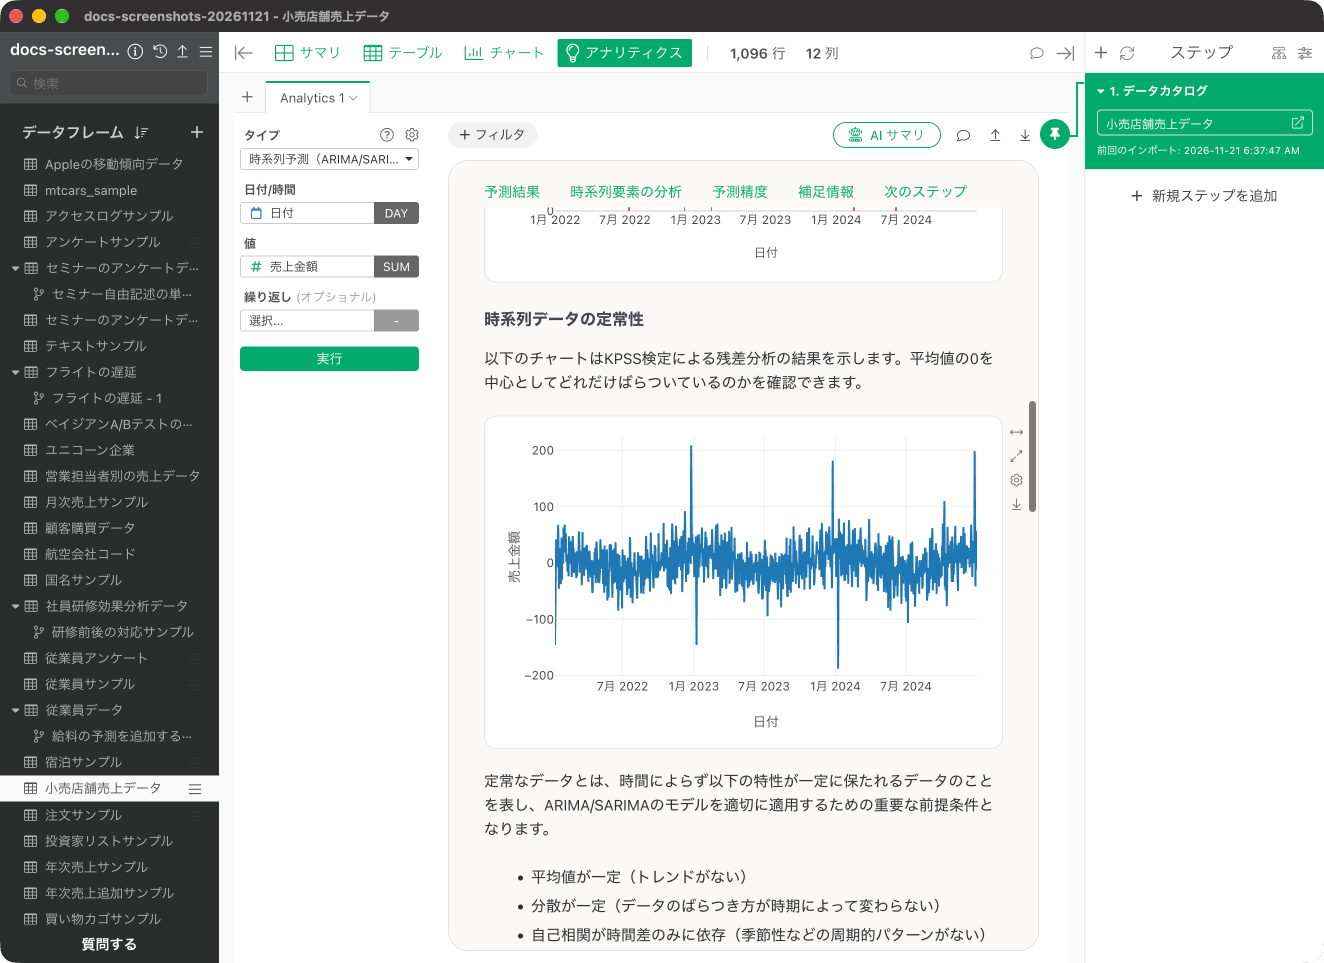 docs-screenshots-20261121 - 小売店舗売上データ
docs-screen...
検索
データフレーム
Appleの移動傾向データ
mtcars_sample
アクセスログサンプル
アンケートサンプル
セミナーのアンケートデ…
セミナー自由記述の単…
セミナーのアンケートデ…
テキストサンプル
フライトの遅延
フライトの遅延 - 1
ベイジアンA/Bテストの…
ユニコーン企業
営業担当者別の売上データ
月次売上サンプル
顧客購買データ
航空会社コード
国名サンプル
社員研修効果分析データ
研修前後の対応サンプル
従業員アンケート
従業員サンプル
従業員データ
給料の予測を追加する…
宿泊サンプル
小売店舗売上データ
注文サンプル
投資家リストサンプル
年次売上サンプル
年次売上追加サンプル
買い物カゴサンプル
質問する
サマリ テーブル チャート アナリティクス 1,096 行 12 列
Analytics 1
タイプ
時系列予測（ARIMA/SARI...
日付/時間
日付 DAY
値
売上金額 SUM
繰り返し (オプショナル)
選択... -
実行
+ フィルタ AI サマリ
予測結果 時系列要素の分析 予測精度 補足情報 次のステップ
0
1月 2022 7月 2022 1月 2023 7月 2023 1月 2024 7月 2024
日付
時系列データの定常性
以下のチャートはKPSS検定による残差分析の結果を示します。平均値の0を
中心としてどれだけばらついているのかを確認できます。
200
100
0
−100
−200
売上金額
7月 2022 1月 2023 7月 2023 1月 2024 7月 2024
日付
定常なデータとは、時間によらず以下の特性が一定に保たれるデータのこと
を表し、ARIMA/SARIMAのモデルを適切に適用するための重要な前提条件と
なります。
• 平均値が一定（トレンドがない）
• 分散が一定（データのばらつき方が時期によって変わらない）
• 自己相関が時間差のみに依存（季節性などの周期的パターンがない）
ステップ
1. データカタログ
小売店舗売上データ
前回のインポート: 2026-11-21 6:37:47 AM
+ 新規ステップを追加